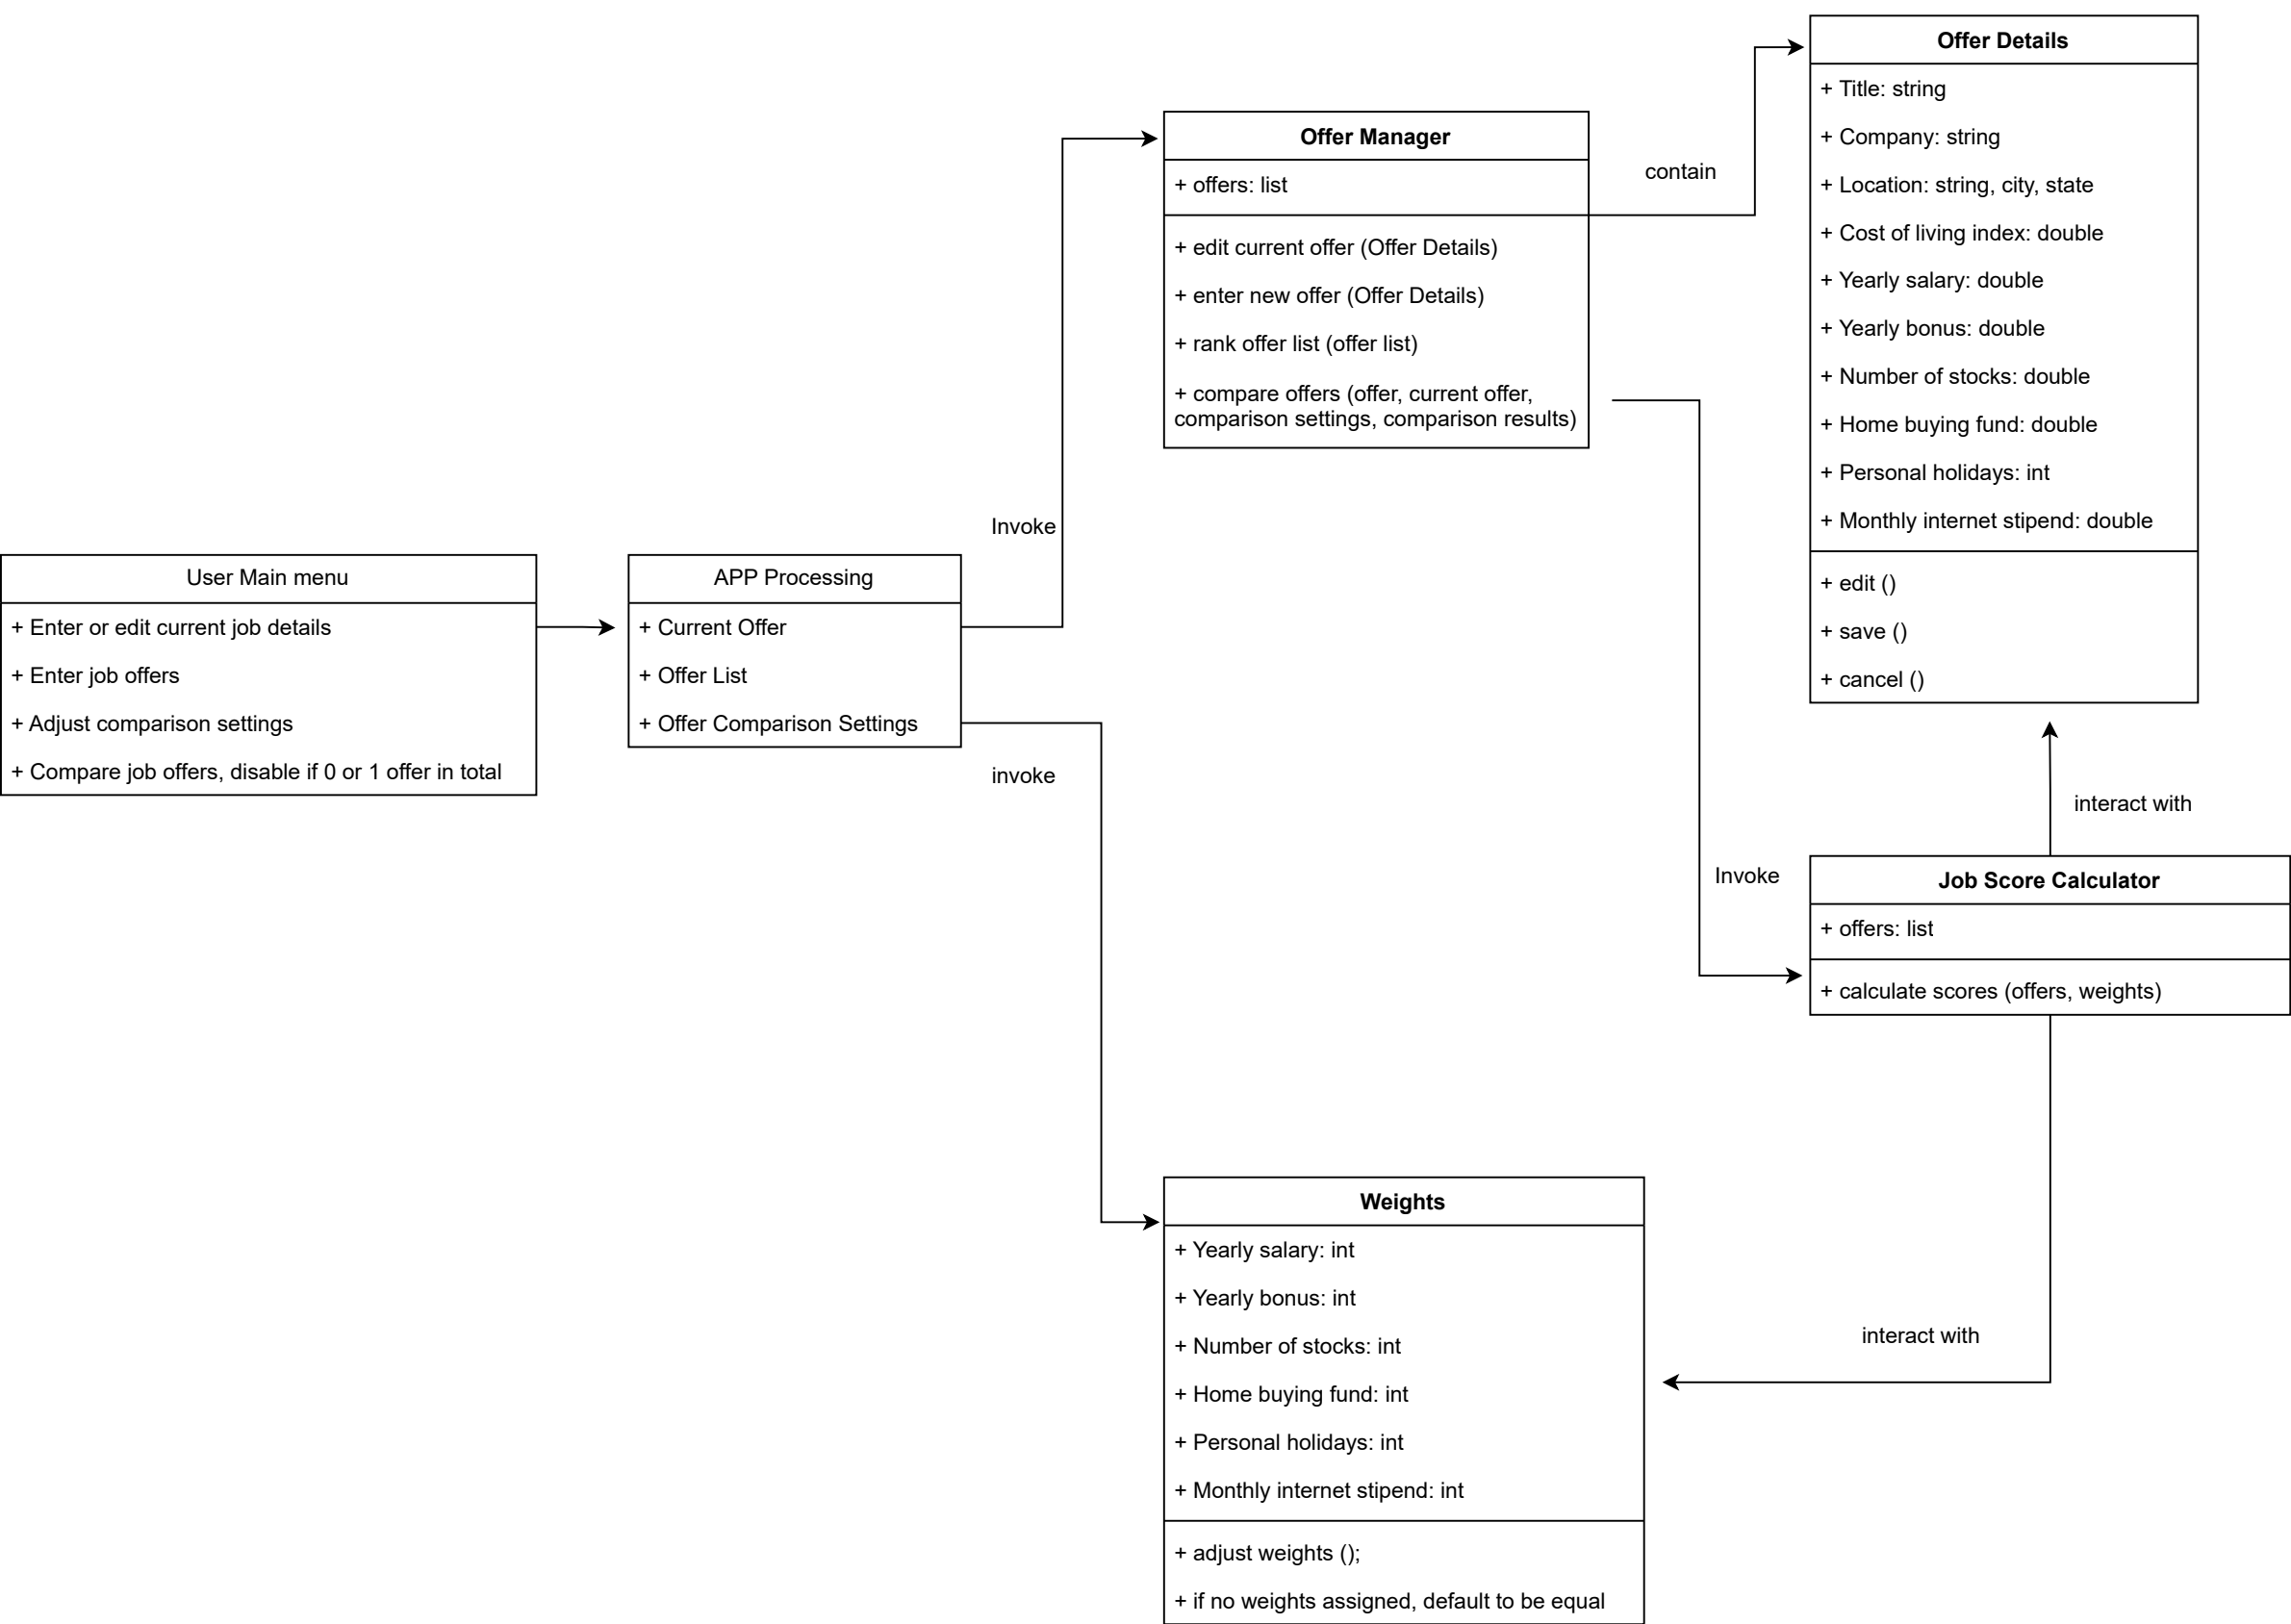 User Main menu
+ Enter or edit current job details
+ Enter job offers
+ Adjust comparison settings
+ Compare job offers, disable if 0 or 1 offer in total
APP Processing
+ Current Offer
+ Offer List
+ Offer Comparison Settings
Invoke
invoke
Offer Manager
+ offers: list
+ edit current offer (Offer Details)
+ enter new offer (Offer Details)
+ rank offer list (offer list)
+ compare offers (offer, current offer,
comparison settings, comparison results)
contain
Offer Details
+ Title: string
+ Company: string
+ Location: string, city, state
+ Cost of living index: double
+ Yearly salary: double
+ Yearly bonus: double
+ Number of stocks: double
+ Home buying fund: double
+ Personal holidays: int
+ Monthly internet stipend: double
+ edit ()
+ save ()
+ cancel ()
interact with
Invoke
Job Score Calculator
+ offers: list
+ calculate scores (offers, weights)
interact with
Weights
+ Yearly salary: int
+ Yearly bonus: int
+ Number of stocks: int
+ Home buying fund: int
+ Personal holidays: int
+ Monthly internet stipend: int
+ adjust weights ();
+ if no weights assigned, default to be equal